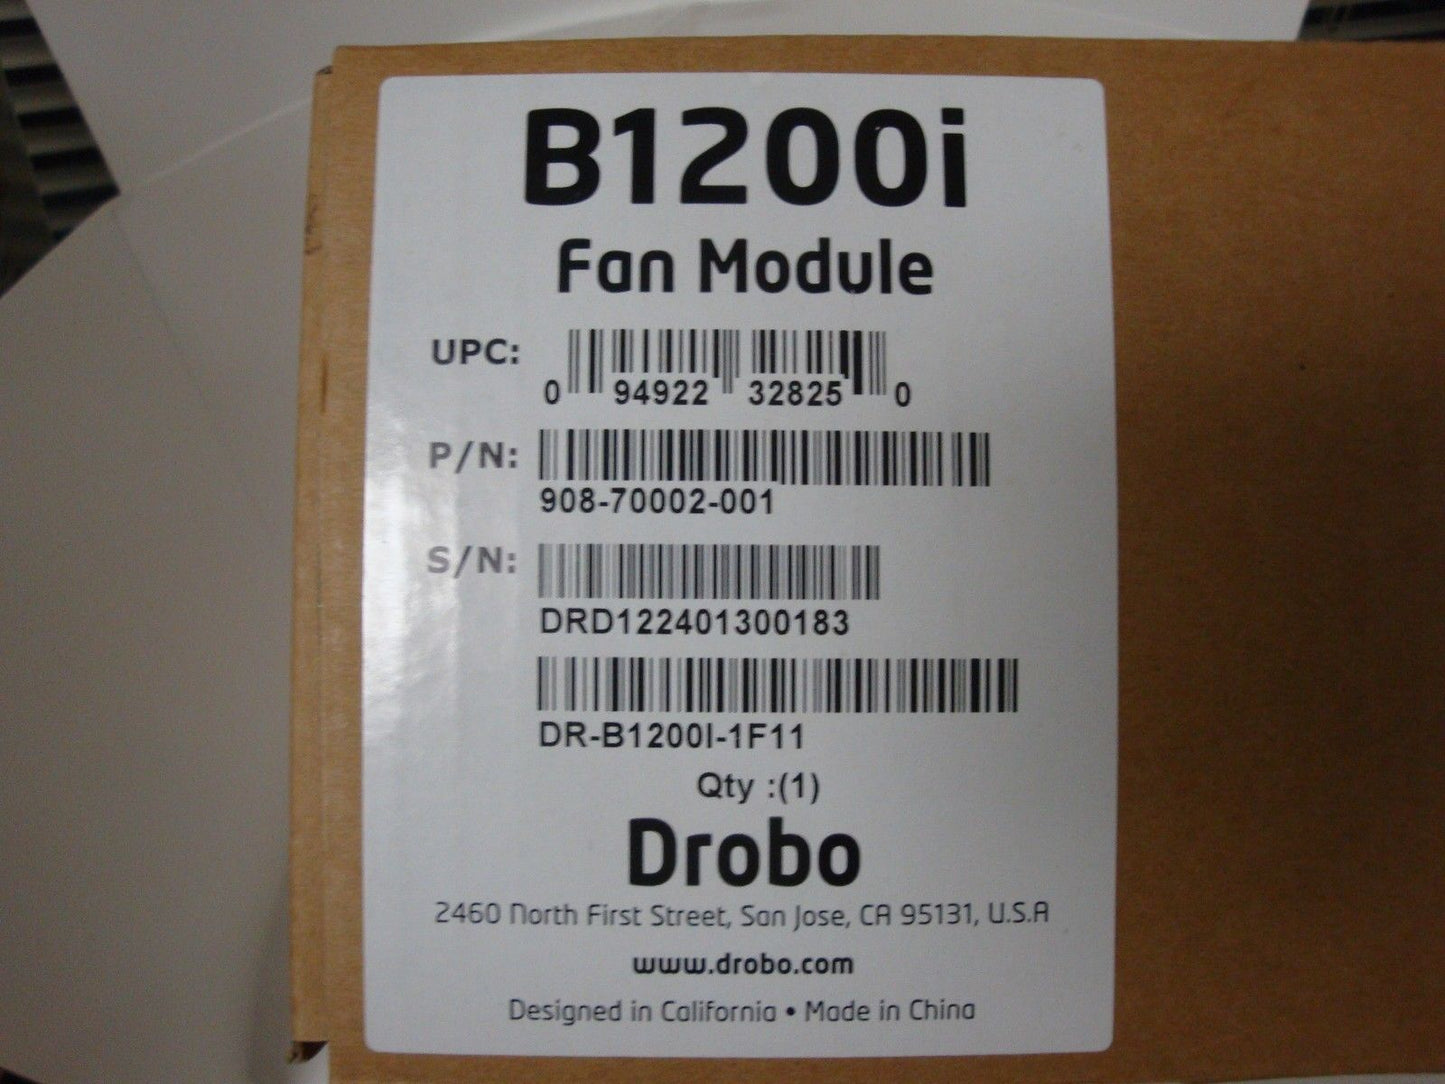 B1200i
Fan Module
UPC:
0 94922 32825 0
P/N:
908-70002-001
S/N:
DRD122401300183
DR-B1200I-1F11
Qty :(1)
Drobo
2460 North First Street, San Jose, CA 95131, U.S.A
www.drobo.com
Designed in California • Made in China